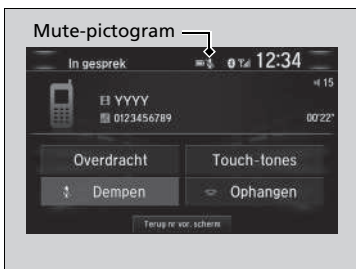 Mute-pictogram
In gesprek 12:34
15
YYYY
0123456789 00'22"
Overdracht Touch-tones
Dempen Ophangen
Terug nr vor. scherm